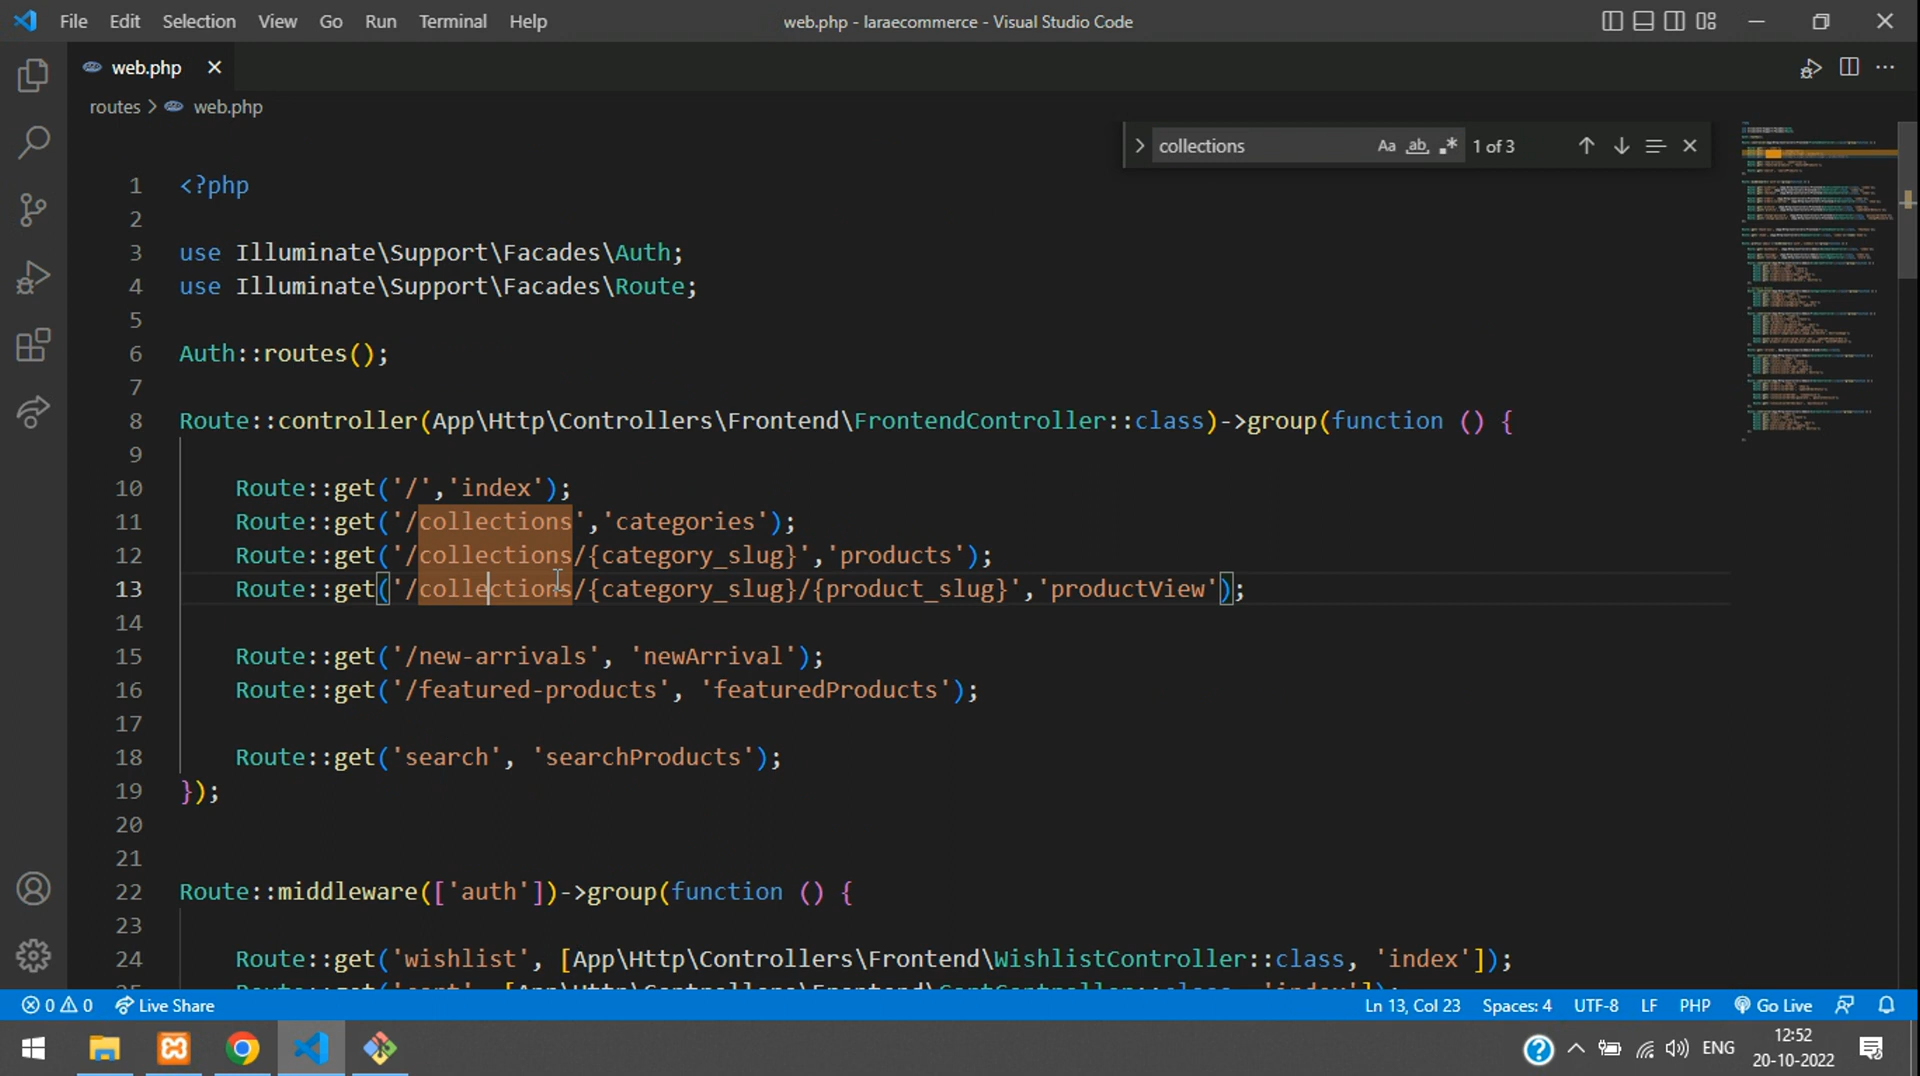 File Edit Selection View Go Run Terminal Help
web.php - laraecommerce - Visual Studio Code
web.php
routes > web.php
collections Aa ab .* 1 of 3
1 <?php
2
3 use Illuminate\Support\Facades\Auth;
4 use Illuminate\Support\Facades\Route;
5
6 Auth::routes();
7
8 Route::controller(App\Http\Controllers\Frontend\FrontendController::class)->group(function () {
9
10 Route::get('/','index');
11 Route::get('/collections','categories');
12 Route::get('/collections/{category_slug}','products');
13 Route::get('/collections/{category_slug}/{product_slug}','productView');
14
15 Route::get('/new-arrivals', 'newArrival');
16 Route::get('/featured-products', 'featuredProducts');
17
18 Route::get('search', 'searchProducts');
19 });
20
21
22 Route::middleware(['auth'])->group(function () {
23
24 Route::get('wishlist', [App\Http\Controllers\Frontend\WishlistController::class, 'index']);
0 0 Live Share
Ln 13, Col 23 Spaces: 4 UTF-8 LF PHP Go Live
ENG
12:52
20-10-2022